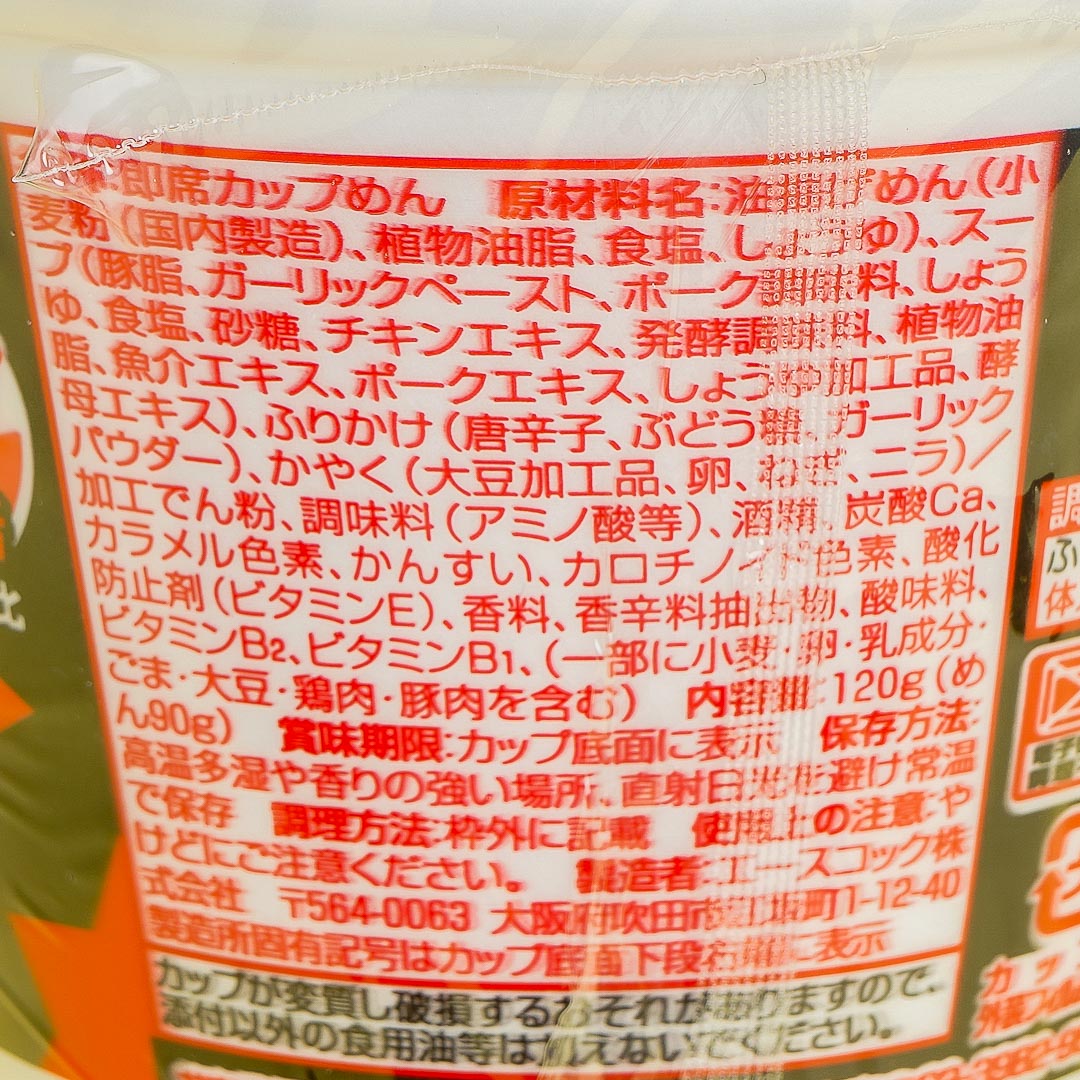 即席カップめん 原材料名:油揚げめん(小
麦粉(国内製造)、植物油脂、食塩、しょうゆ)、スー
プ(豚脂、ガーリックペースト、ポーク調味料、しょう
ゆ、食塩、砂糖、チキンエキス、発酵調味料、植物油
脂、魚介エキス、ポークエキス、しょうゆ加工品、酵
母エキス)、ふりかけ(唐辛子、ぶどう糖、ガーリック
パウダー)、かやく(大豆加工品、卵、ねぎ、ニラ)/
加工でん粉、調味料(アミノ酸等)、酒精、炭酸Ca、
カラメル色素、かんすい、カロチノイド色素、酸化
防止剤(ビタミンE)、香料、香辛料抽出物、酸味料、
ビタミンB2、ビタミンB1、(一部に小麦・卵・乳成分・
ごま・大豆・鶏肉・豚肉を含む) 内容量:120g(め
ん90g) 賞味期限:カップ底面に表示 保存方法:
高温多湿や香りの強い場所、直射日光を避け常温
で保存 調理方法:枠外に記載 使用上の注意:や
けどにご注意ください。 製造者:エースコック株
式会社 〒564-0063 大阪府吹田市江坂町1-12-40
製造所固有記号はカップ底面下段右側に表示
カップが変質し破損するおそれがありますので、
添付以外の食用油等は加えないでください。
調
ふ
体
カッ